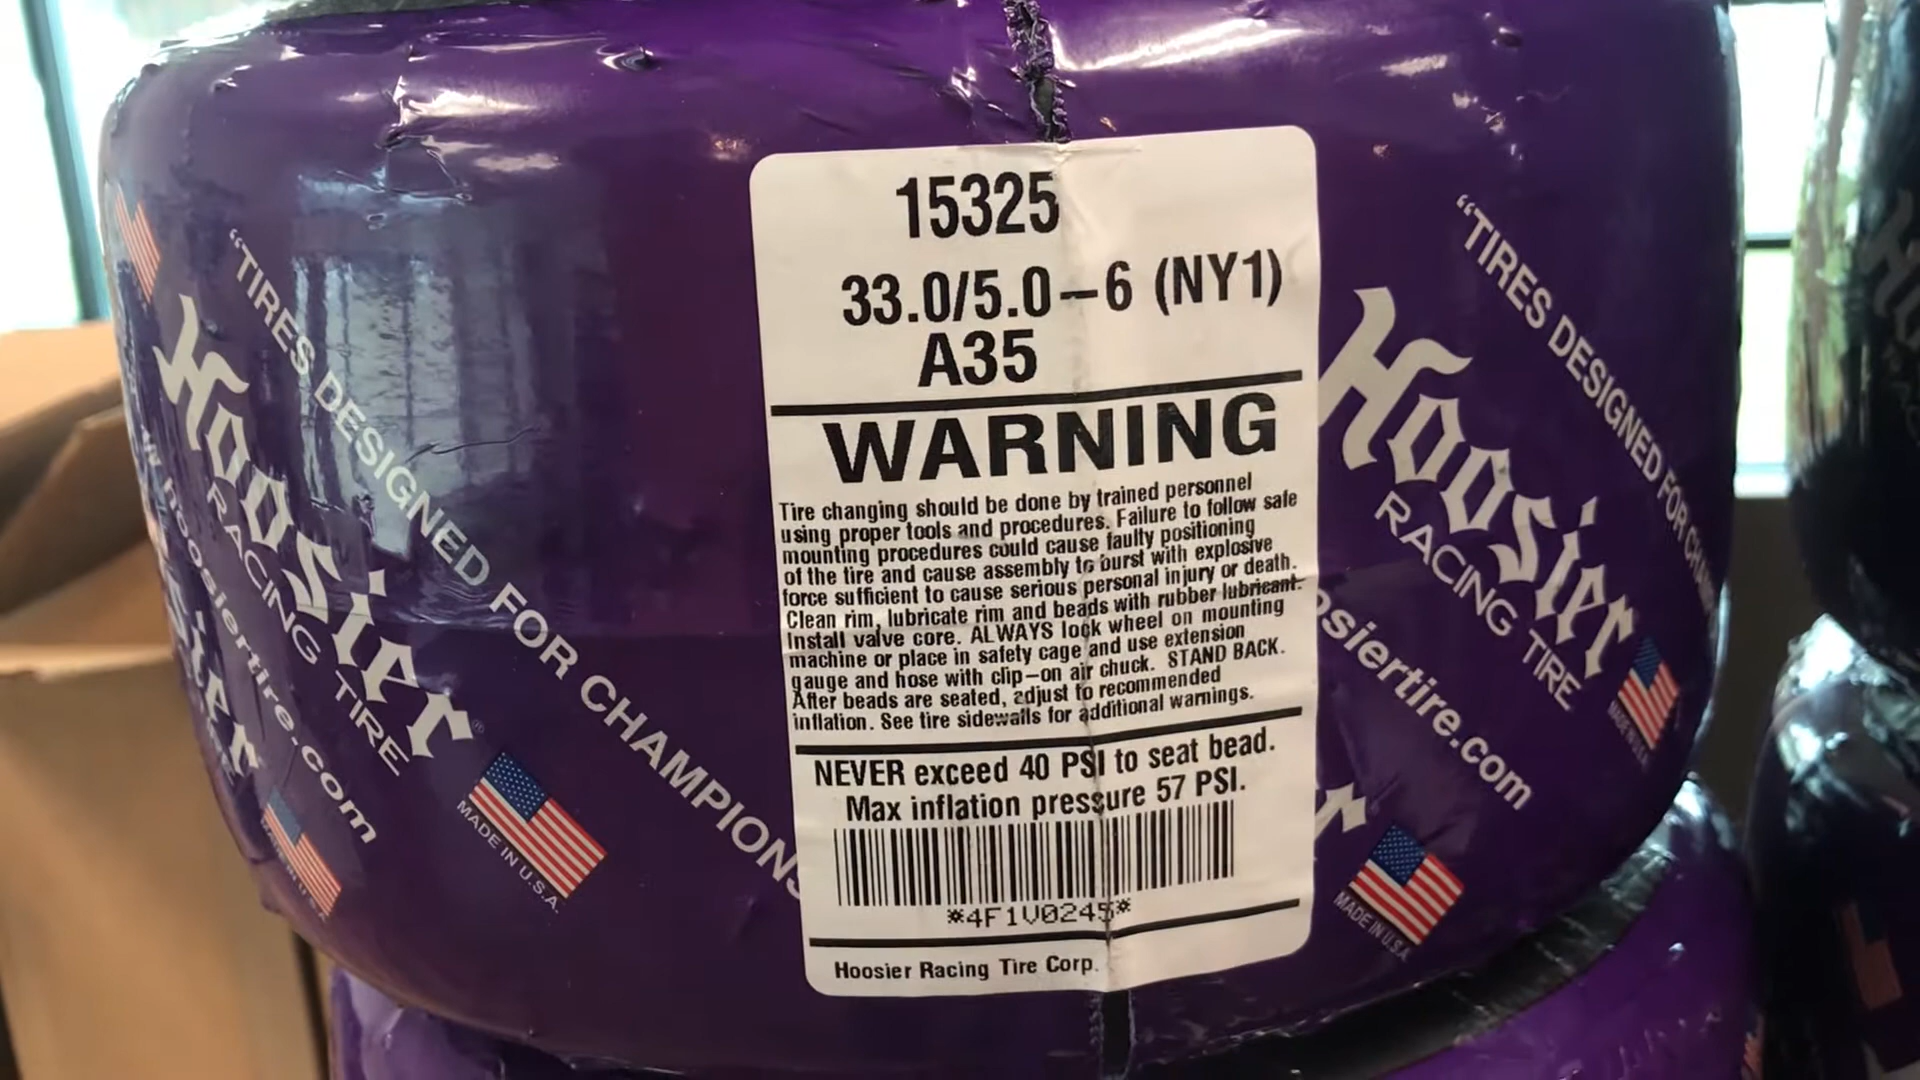 15325
33.0/5.0-6 (NY1)
A35
WARNING
Tire changing should be done by trained personnel
using proper tools and procedures. Failure to follow safe
mounting procedures could cause faulty positioning
of the tire and cause assembly to burst with explosive
force sufficient to cause serious personal injury or death.
Clean rim, lubricate rim and beads with rubber lubricant.
Install valve core. ALWAYS lock wheel on mounting
machine or place in safety cage and use extension
gauge and hose with clip-on air chuck. STAND BACK.
After beads are seated, adjust to recommended
inflation. See tire sidewalls for additional warnings.
NEVER exceed 40 PSI to seat bead.
Max inflation pressure 57 PSI.
*4F1V0245*
Hoosier Racing Tire Corp.
"TIRES DESIGNED FOR CHAMPIONS
Hoosier
RACING TIRE
MADE IN U.S.A.
hoosiertire.com
"TIRES DESIGNED FOR CHAMP
Hoosier
RACING TIRE
MADE IN U.S.A.
osiertire.com
MADE IN U.S.A